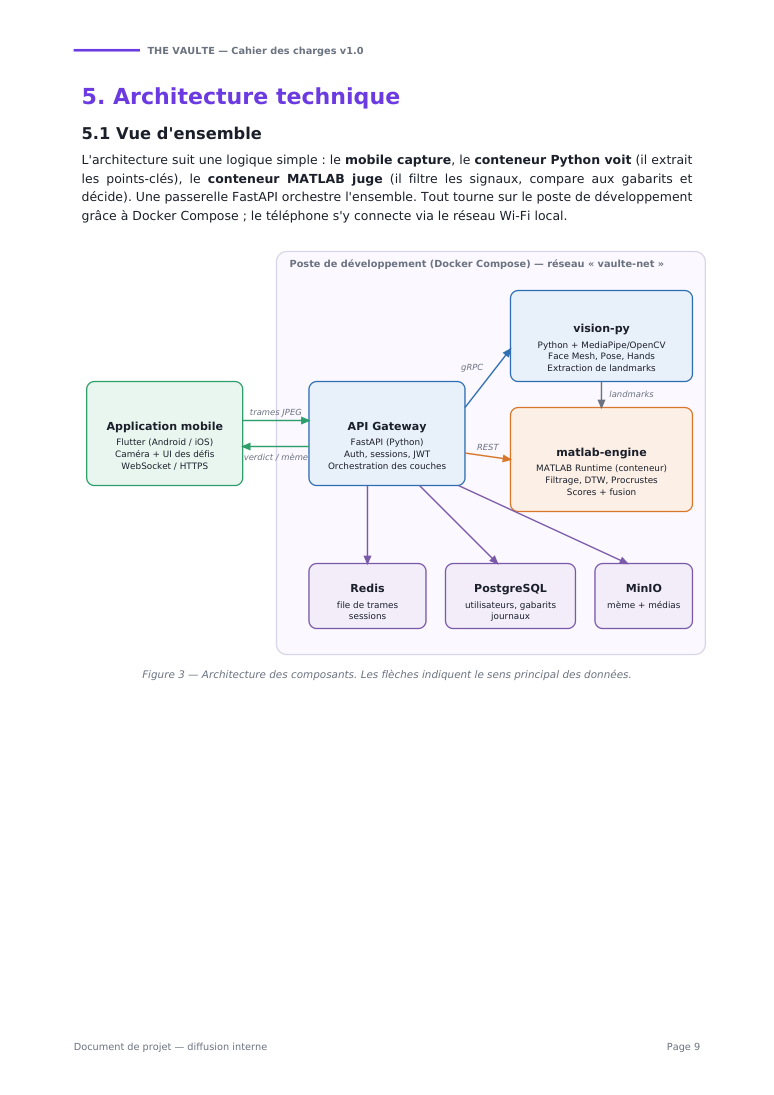 THE VAULTE — Cahier des charges v1.0
5. Architecture technique
5.1 Vue d'ensemble
L'architecture suit une logique simple : le mobile capture, le conteneur Python voit (il extrait
les points-clés), le conteneur MATLAB juge (il filtre les signaux, compare aux gabarits et
décide). Une passerelle FastAPI orchestre l'ensemble. Tout tourne sur le poste de développement
grâce à Docker Compose ; le téléphone s'y connecte via le réseau Wi-Fi local.
Poste de développement (Docker Compose) — réseau « vaulte-net »
vision-py
Python + MediaPipe/OpenCV
Face Mesh, Pose, Hands
Extraction de landmarks
gRPC
landmarks
Application mobile
Flutter (Android / iOS)
Caméra + UI des défis
WebSocket / HTTPS
trames JPEG
verdict / mème
API Gateway
FastAPI (Python)
Auth, sessions, JWT
Orchestration des couches
REST
matlab-engine
MATLAB Runtime (conteneur)
Filtrage, DTW, Procrustes
Scores + fusion
Redis
file de trames
sessions
PostgreSQL
utilisateurs, gabarits
journaux
MinIO
mème + médias
Figure 3 — Architecture des composants. Les flèches indiquent le sens principal des données.
Document de projet — diffusion interne
Page 9